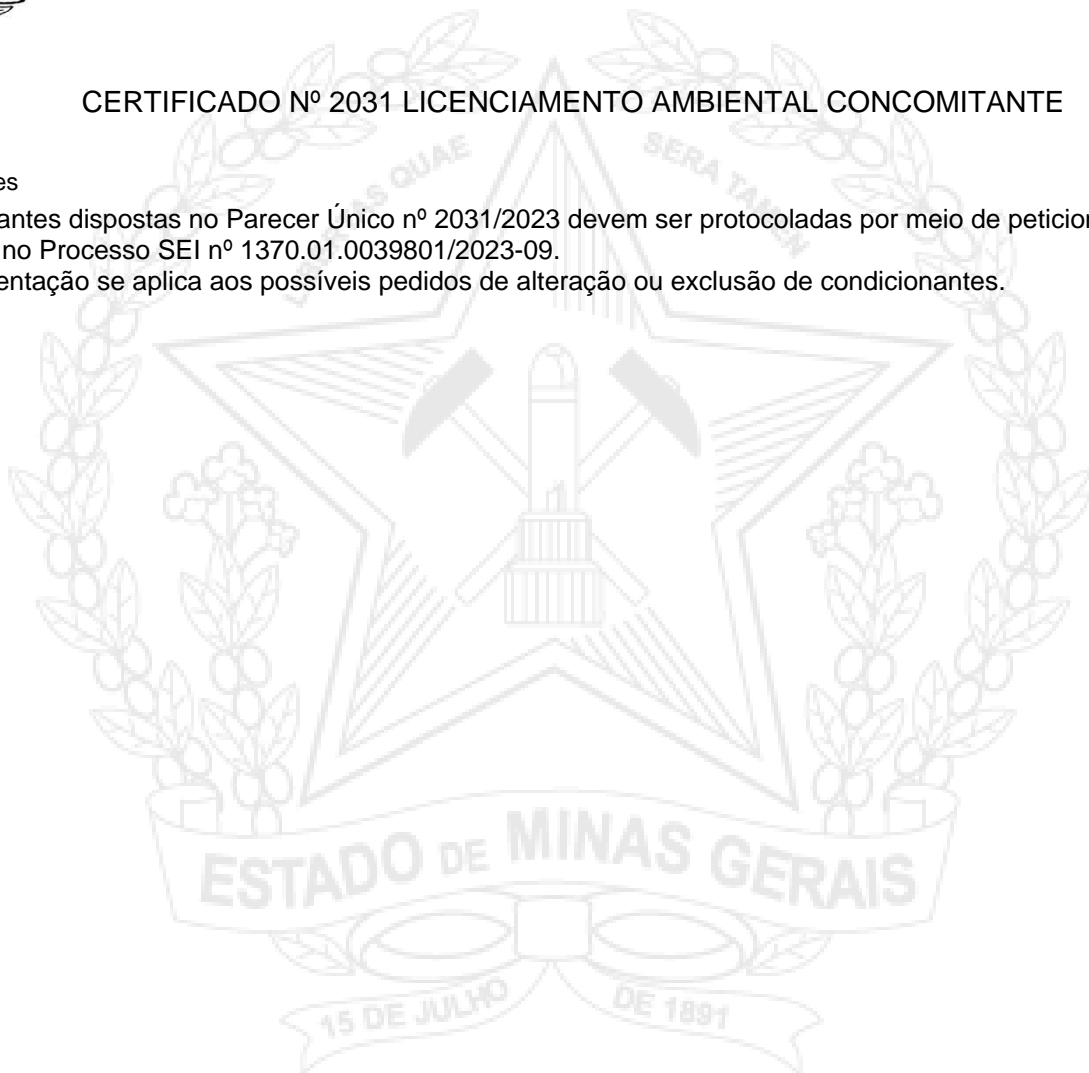 CERTIFICADO Nº 2031 LICENCIAMENTO AMBIENTAL CONCOMITANTE
es
antes dispostas no Parecer Único nº 2031/2023 devem ser protocoladas por meio de peticion
no Processo SEI nº 1370.01.0039801/2023-09.
entação se aplica aos possíveis pedidos de alteração ou exclusão de condicionantes.
LIBERTAS QUAE SERA TAMEN
ESTADO DE MINAS GERAIS
15 DE JULHO DE 1891